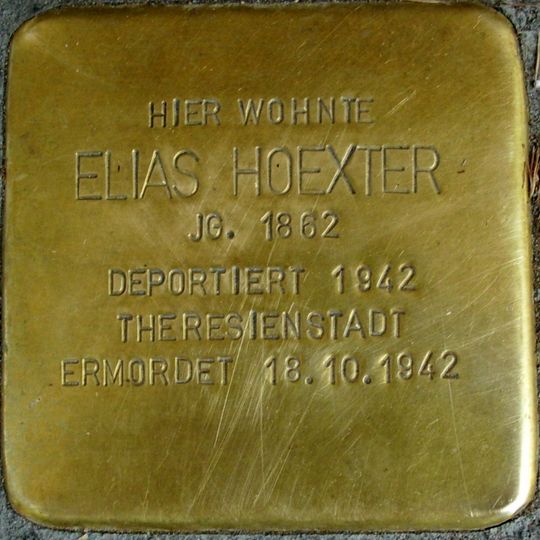 HIER WOHNTE
ELIAS HOEXTER
JG. 1862
DEPORTIERT 1942
THERESIENSTADT
ERMORDET 18.10.1942